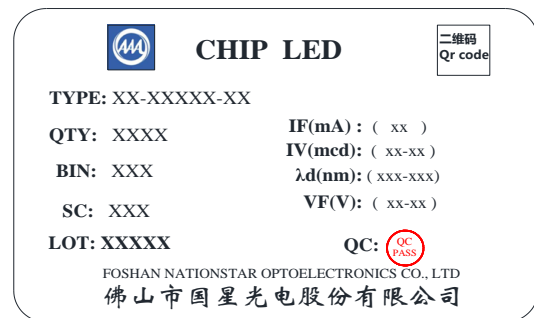 CHIP LED
二维码
Qr code
TYPE: XX-XXXXX-XX
QTY: XXXX
BIN: XXX
SC: XXX
LOT: XXXXX
IF(mA) : ( xx )
IV(mcd): ( xx-xx )
λd(nm): ( xxx-xxx)
VF(V): ( xx-xx )
QC: QC
PASS
FOSHAN NATIONSTAR OPTOELECTRONICS CO., LTD
佛山市国星光电股份有限公司